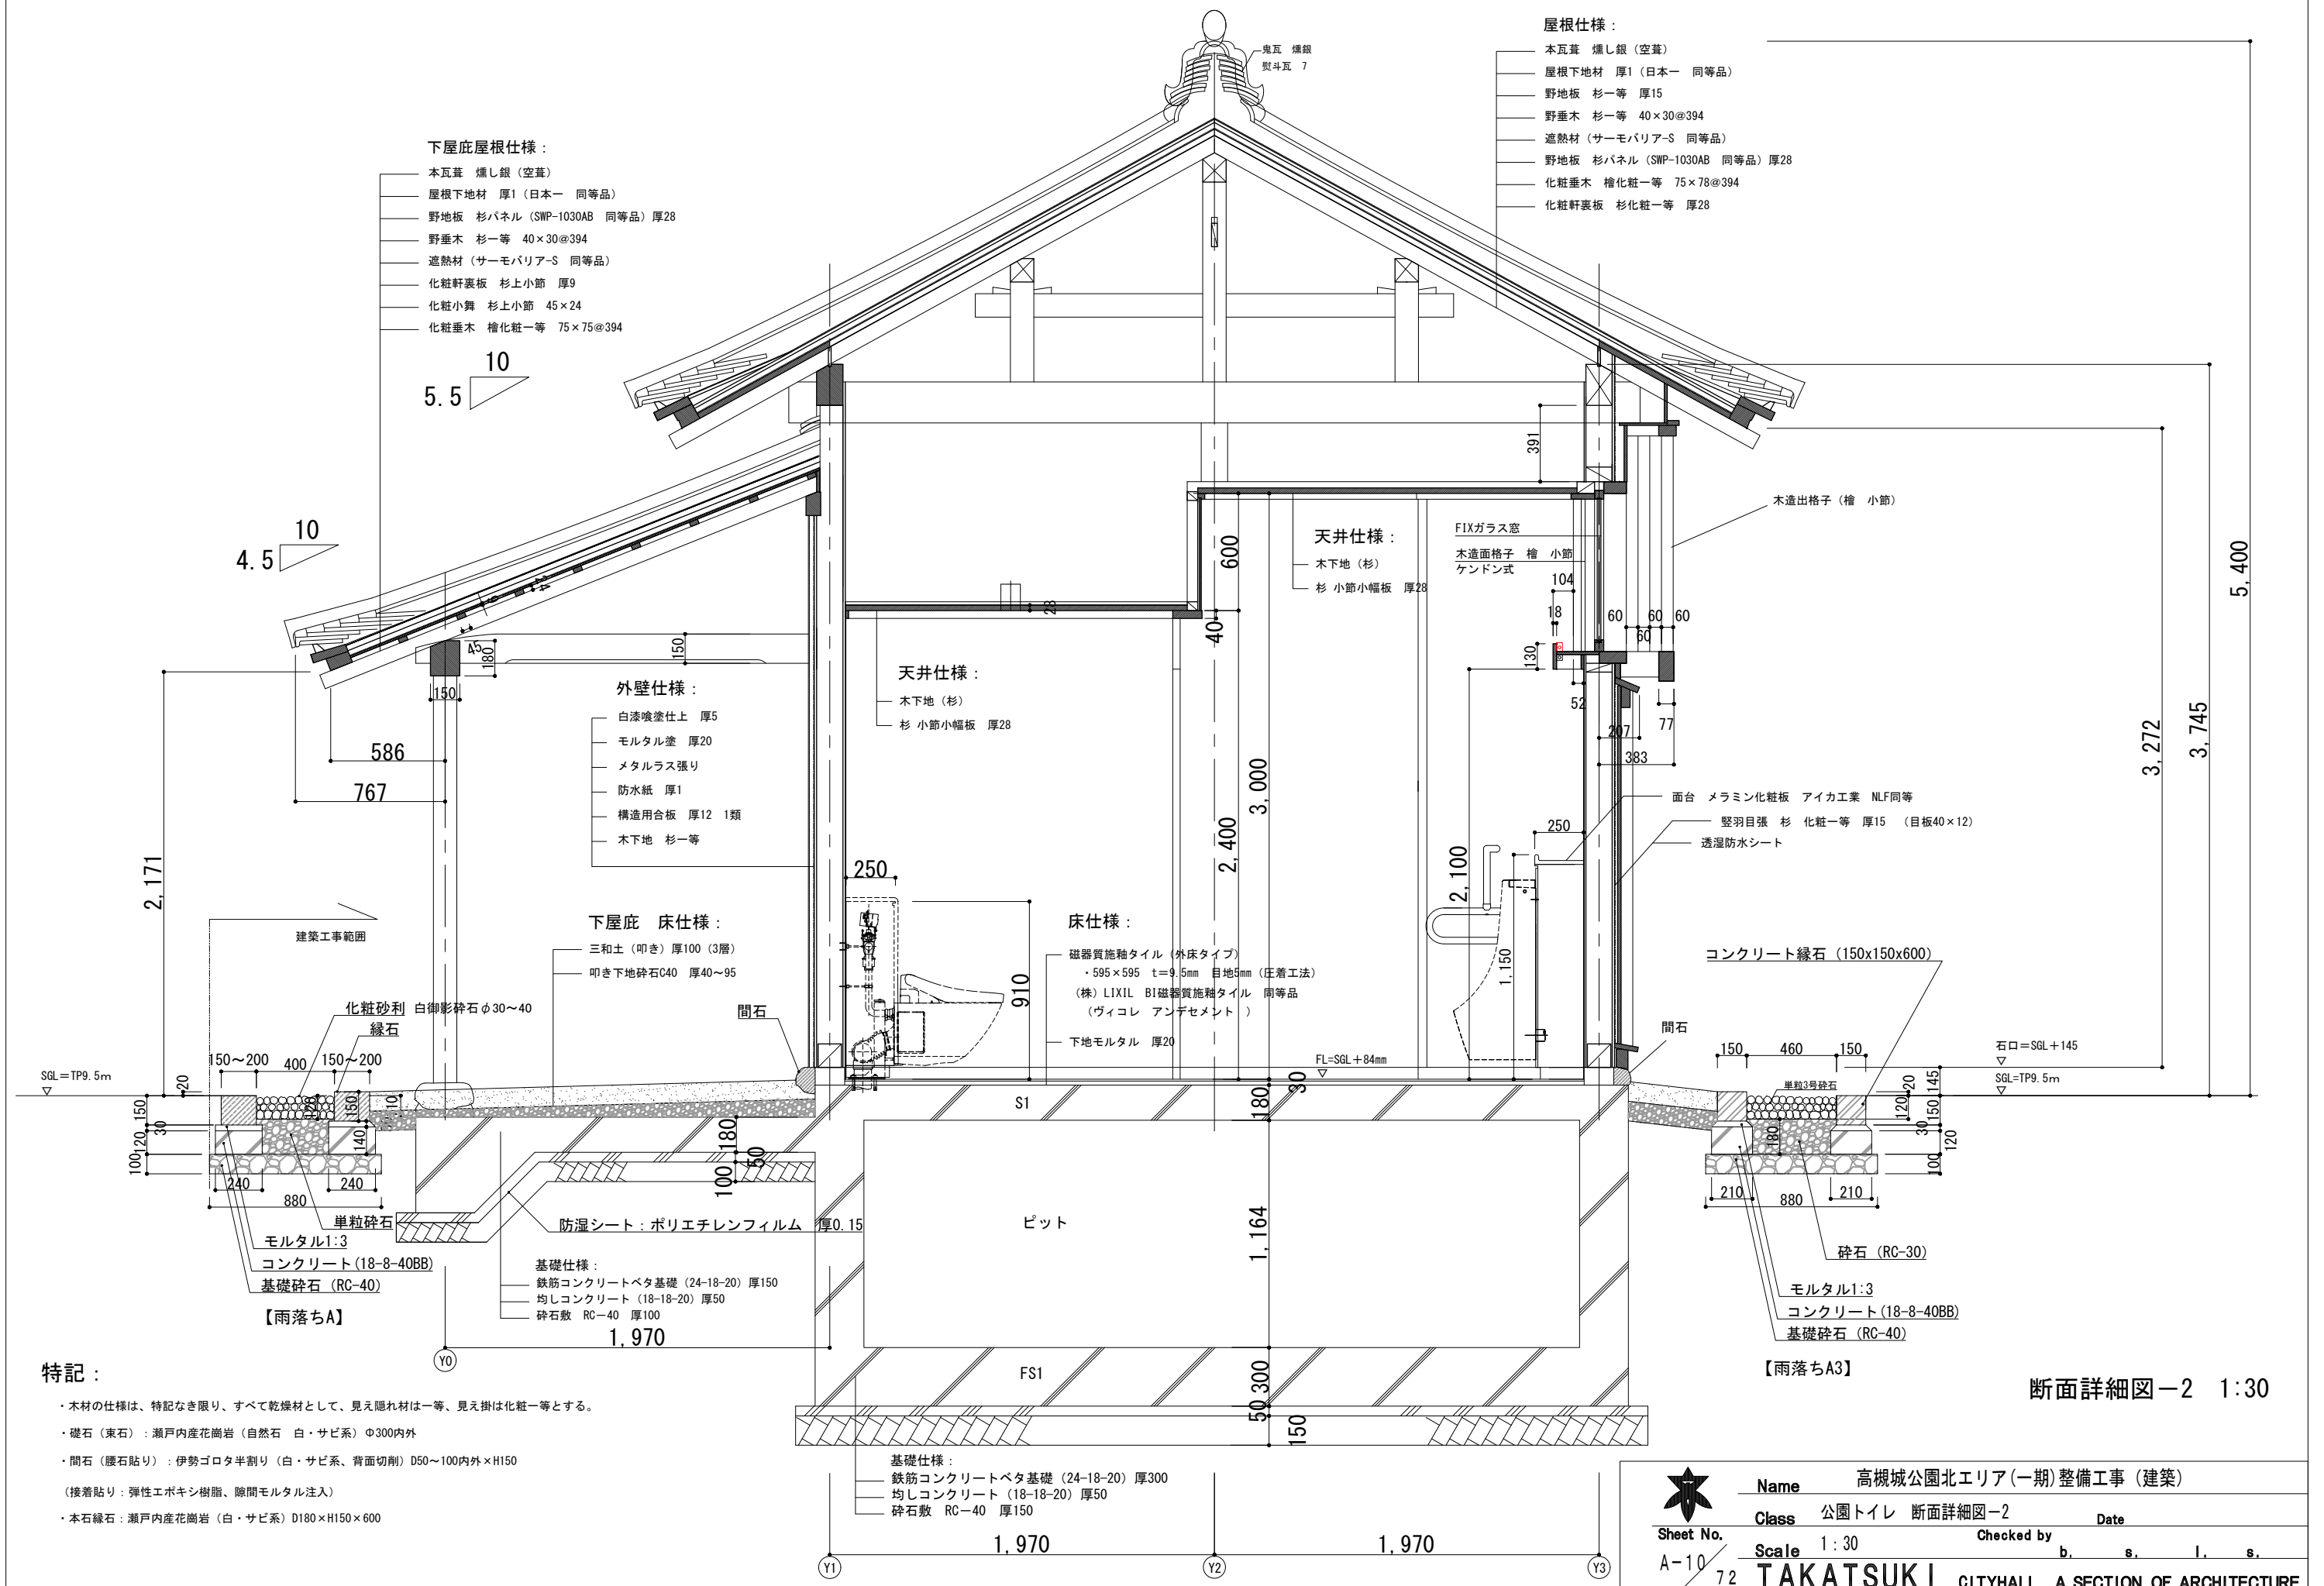 鬼瓦　燻銀
熨斗瓦　7
屋根仕様：
本瓦葺　燻し銀（空葺）
屋根下地材　厚1（日本一　同等品）
野地板　杉一等　厚15
野垂木　杉一等　40×30@394
遮熱材（サーモバリア-S　同等品）
野地板　杉パネル（SWP-1030AB　同等品）厚28
化粧垂木　檜化粧一等　75×78@394
化粧軒裏板　杉化粧一等　厚28
下屋庇屋根仕様：
本瓦葺　燻し銀（空葺）
屋根下地材　厚1（日本一　同等品）
野地板　杉パネル（SWP-1030AB　同等品）厚28
野垂木　杉一等　40×30@394
遮熱材（サーモバリア-S　同等品）
化粧軒裏板　杉上小節　厚9
化粧小舞　杉上小節　45×24
化粧垂木　檜化粧一等　75×75@394
10
5.5
10
4.5
391
木造出格子（檜　小節）
FIXガラス窓
木造面格子　檜　小節
ケンドン式
天井仕様：
木下地（杉）
杉 小節小幅板　厚28
600
104
18
60
60
60
60
130
52
77
207
383
5,400
3,745
3,272
28
40
45
180
150
150
586
767
2,171
天井仕様：
木下地（杉）
杉 小節小幅板　厚28
外壁仕様：
白漆喰塗仕上　厚5
モルタル塗　厚20
メタルラス張り
防水紙　厚1
構造用合板　厚12　1類
木下地　杉一等
3,000
2,400
2,100
250
250
910
1,150
面台　メラミン化粧板　アイカ工業　NLF同等
竪羽目張　杉　化粧一等　厚15　（目板40×12）
透湿防水シート
建築工事範囲
下屋庇　床仕様：
三和土（叩き）厚100（3層）
叩き下地砕石C40　厚40～95
床仕様：
磁器質施釉タイル（外床タイプ）
・595×595　t=9.5mm　目地5mm（圧着工法）
（株）LIXIL　BI磁器質施釉タイル　同等品
（ヴィコレ　アンデセメント　）
下地モルタル　厚20
コンクリート縁石（150x150x600）
化粧砂利　白御影砕石φ30～40
縁石
間石
間石
150～200
400
150～200
SGL=TP9.5m
20
150
30
120
100
120
150
110
140
240
240
880
単粒砕石
モルタル1:3
コンクリート(18-8-40BB)
基礎砕石（RC-40）
【雨落ちA】
FL=SGL+84mm
30
S1
180
180
50
100
防湿シート：ポリエチレンフィルム　厚0.15
基礎仕様：
鉄筋コンクリートベタ基礎（24-18-20）厚150
均しコンクリート（18-18-20）厚50
砕石敷　RC－40　厚100
ピット
1,164
FS1
300
50
150
基礎仕様：
鉄筋コンクリートベタ基礎（24-18-20）厚300
均しコンクリート（18-18-20）厚50
砕石敷　RC－40　厚150
1,970
Y0
1,970
1,970
Y1
Y2
Y3
150
460
150
石口=SGL+145
SGL=TP9.5m
単粒3号砕石
20
145
120
150
30
120
180
100
210
210
880
砕石（RC-30）
モルタル1:3
コンクリート(18-8-40BB)
基礎砕石（RC-40）
【雨落ちA3】
断面詳細図－2　1:30
特記：
・木材の仕様は、特記なき限り、すべて乾燥材として、見え隠れ材は一等、見え掛は化粧一等とする。
・礎石（束石）：瀬戸内産花崗岩（自然石　白・サビ系）Φ300内外
・間石（腰石貼り）：伊勢ゴロタ半割り（白・サビ系、背面切削）D50～100内外×H150
（接着貼り：弾性エポキシ樹脂、隙間モルタル注入）
・本石縁石：瀬戸内産花崗岩（白・サビ系）D180×H150×600
Name　高槻城公園北エリア(一期)整備工事（建築）
Class　公園トイレ　断面詳細図－2　Date
Sheet No.　A-10/72
Scale　1：30　Checked by　b. s. l. s.
TAKATSUKI CITYHALL A SECTION OF ARCHITECTURE